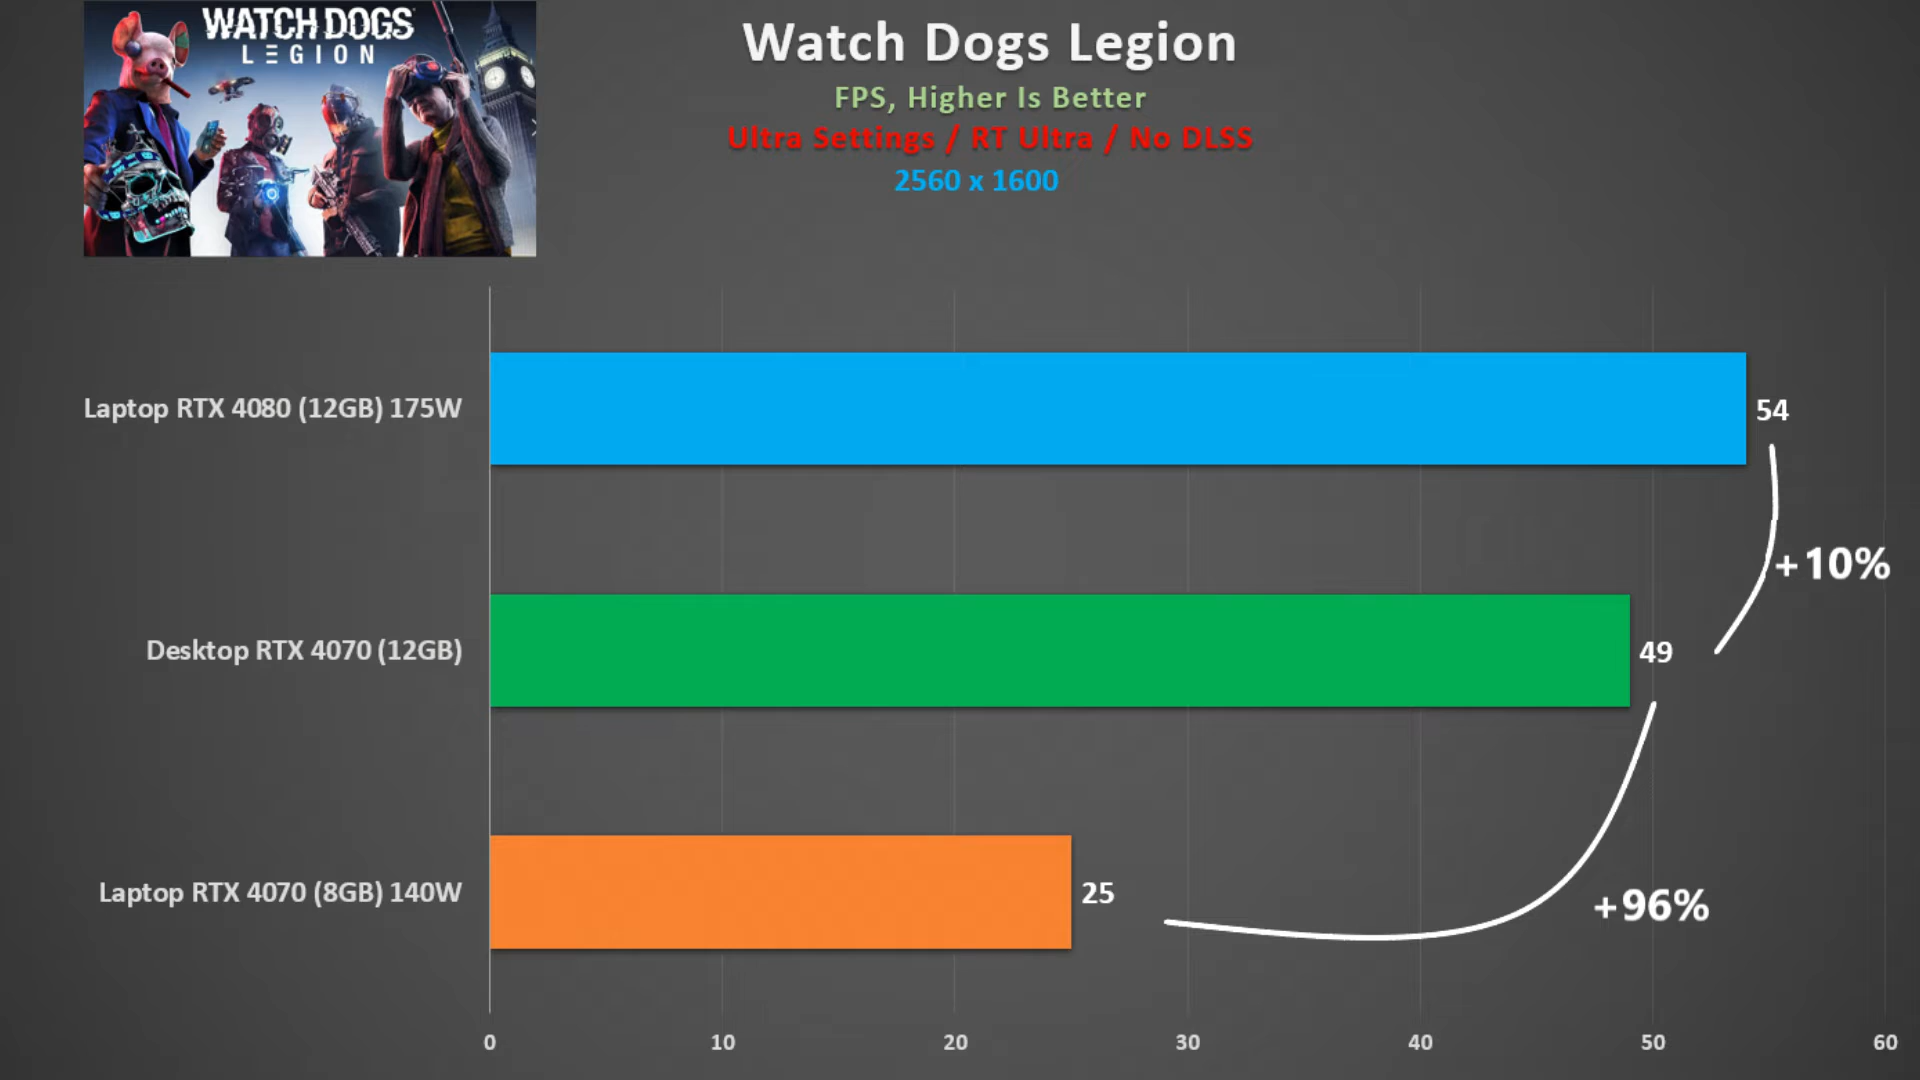 WATCH DOGS
LEGION
Watch Dogs Legion
FPS, Higher Is Better
Ultra Settings / RT Ultra / No DLSS
2560 x 1600
Laptop RTX 4080 (12GB) 175W
54
+10%
Desktop RTX 4070 (12GB)
49
Laptop RTX 4070 (8GB) 140W
25
+96%
0 10 20 30 40 50 60